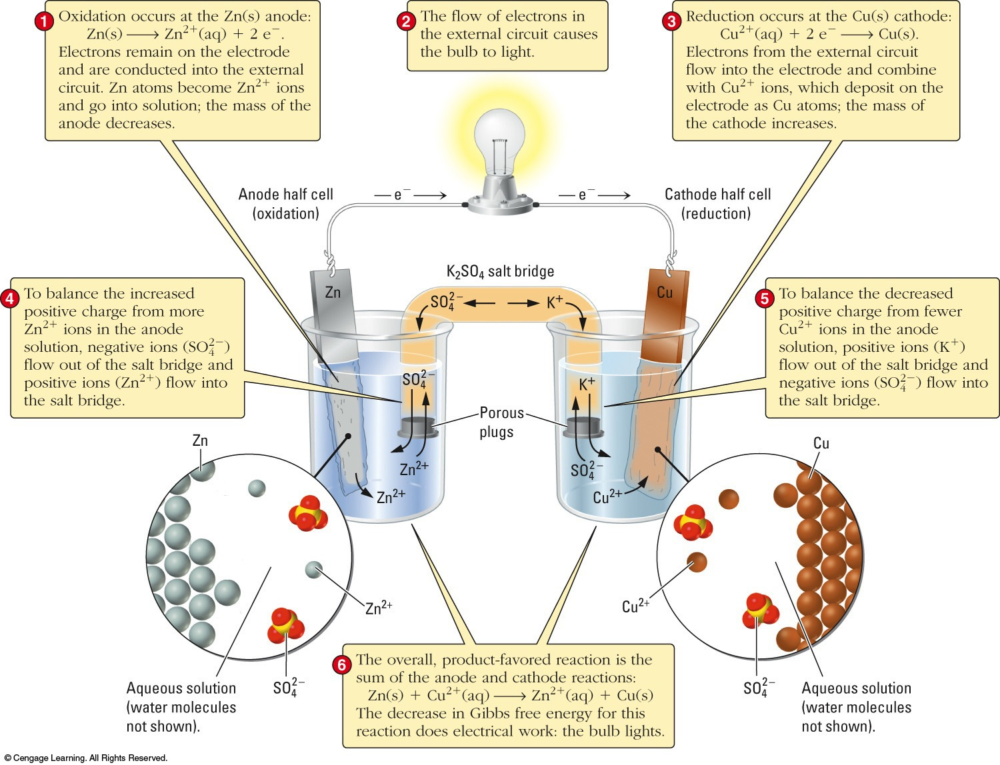 1
Oxidation occurs at the Zn(s) anode:
Zn(s) ⟶ Zn²⁺(aq) + 2 e⁻.
Electrons remain on the electrode
and are conducted into the external
circuit. Zn atoms become Zn²⁺ ions
and go into solution; the mass of the
anode decreases.
2
The flow of electrons in
the external circuit causes
the bulb to light.
3
Reduction occurs at the Cu(s) cathode:
Cu²⁺(aq) + 2 e⁻ ⟶ Cu(s).
Electrons from the external circuit
flow into the electrode and combine
with Cu²⁺ ions, which deposit on the
electrode as Cu atoms; the mass of
the cathode increases.
Anode half cell
(oxidation)
e⁻
e⁻
Cathode half cell
(reduction)
K₂SO₄ salt bridge
Zn
SO₄²⁻
K⁺
Cu
4
To balance the increased
positive charge from more
Zn²⁺ ions in the anode
solution, negative ions (SO₄²⁻)
flow out of the salt bridge and
positive ions (Zn²⁺) flow into
the salt bridge.
5
To balance the decreased
positive charge from fewer
Cu²⁺ ions in the anode
solution, positive ions (K⁺)
flow out of the salt bridge and
negative ions (SO₄²⁻) flow into
the salt bridge.
SO₄²⁻
K⁺
Porous
plugs
Zn²⁺
SO₄²⁻
Zn²⁺
Cu²⁺
Zn
Cu
Zn²⁺
Cu²⁺
Aqueous solution
(water molecules
not shown).
SO₄²⁻
6
The overall, product-favored reaction is the
sum of the anode and cathode reactions:
Zn(s) + Cu²⁺(aq) ⟶ Zn²⁺(aq) + Cu(s)
The decrease in Gibbs free energy for this
reaction does electrical work: the bulb lights.
SO₄²⁻
Aqueous solution
(water molecules
not shown).
© Cengage Learning. All Rights Reserved.